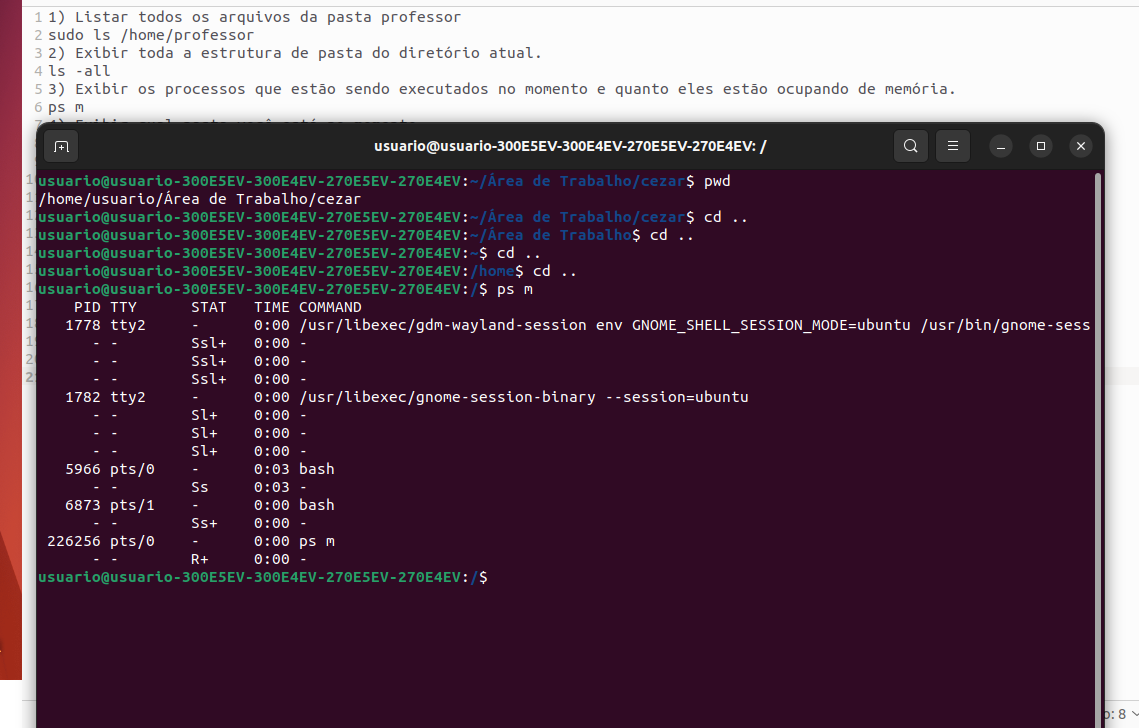 1 1) Listar todos os arquivos da pasta professor
2 sudo ls /home/professor
3 2) Exibir toda a estrutura de pasta do diretório atual.
4 ls -all
5 3) Exibir os processos que estão sendo executados no momento e quanto eles estão ocupando de memória.
6 ps m
usuario@usuario-300E5EV-300E4EV-270E5EV-270E4EV: /
usuario@usuario-300E5EV-300E4EV-270E5EV-270E4EV:~/Área de Trabalho/cezar$ pwd
/home/usuario/Área de Trabalho/cezar
usuario@usuario-300E5EV-300E4EV-270E5EV-270E4EV:~/Área de Trabalho/cezar$ cd ..
usuario@usuario-300E5EV-300E4EV-270E5EV-270E4EV:~/Área de Trabalho$ cd ..
usuario@usuario-300E5EV-300E4EV-270E5EV-270E4EV:~$ cd ..
usuario@usuario-300E5EV-300E4EV-270E5EV-270E4EV:/home$ cd ..
usuario@usuario-300E5EV-300E4EV-270E5EV-270E4EV:/$ ps m
PID TTY STAT TIME COMMAND
1778 tty2 - 0:00 /usr/libexec/gdm-wayland-session env GNOME_SHELL_SESSION_MODE=ubuntu /usr/bin/gnome-sess
- - Ssl+ 0:00 -
- - Ssl+ 0:00 -
- - Ssl+ 0:00 -
1782 tty2 - 0:00 /usr/libexec/gnome-session-binary --session=ubuntu
- - Sl+ 0:00 -
- - Sl+ 0:00 -
- - Sl+ 0:00 -
5966 pts/0 - 0:03 bash
- - Ss 0:03 -
6873 pts/1 - 0:00 bash
- - Ss+ 0:00 -
226256 pts/0 - 0:00 ps m
- - R+ 0:00 -
usuario@usuario-300E5EV-300E4EV-270E5EV-270E4EV:/$
o: 8